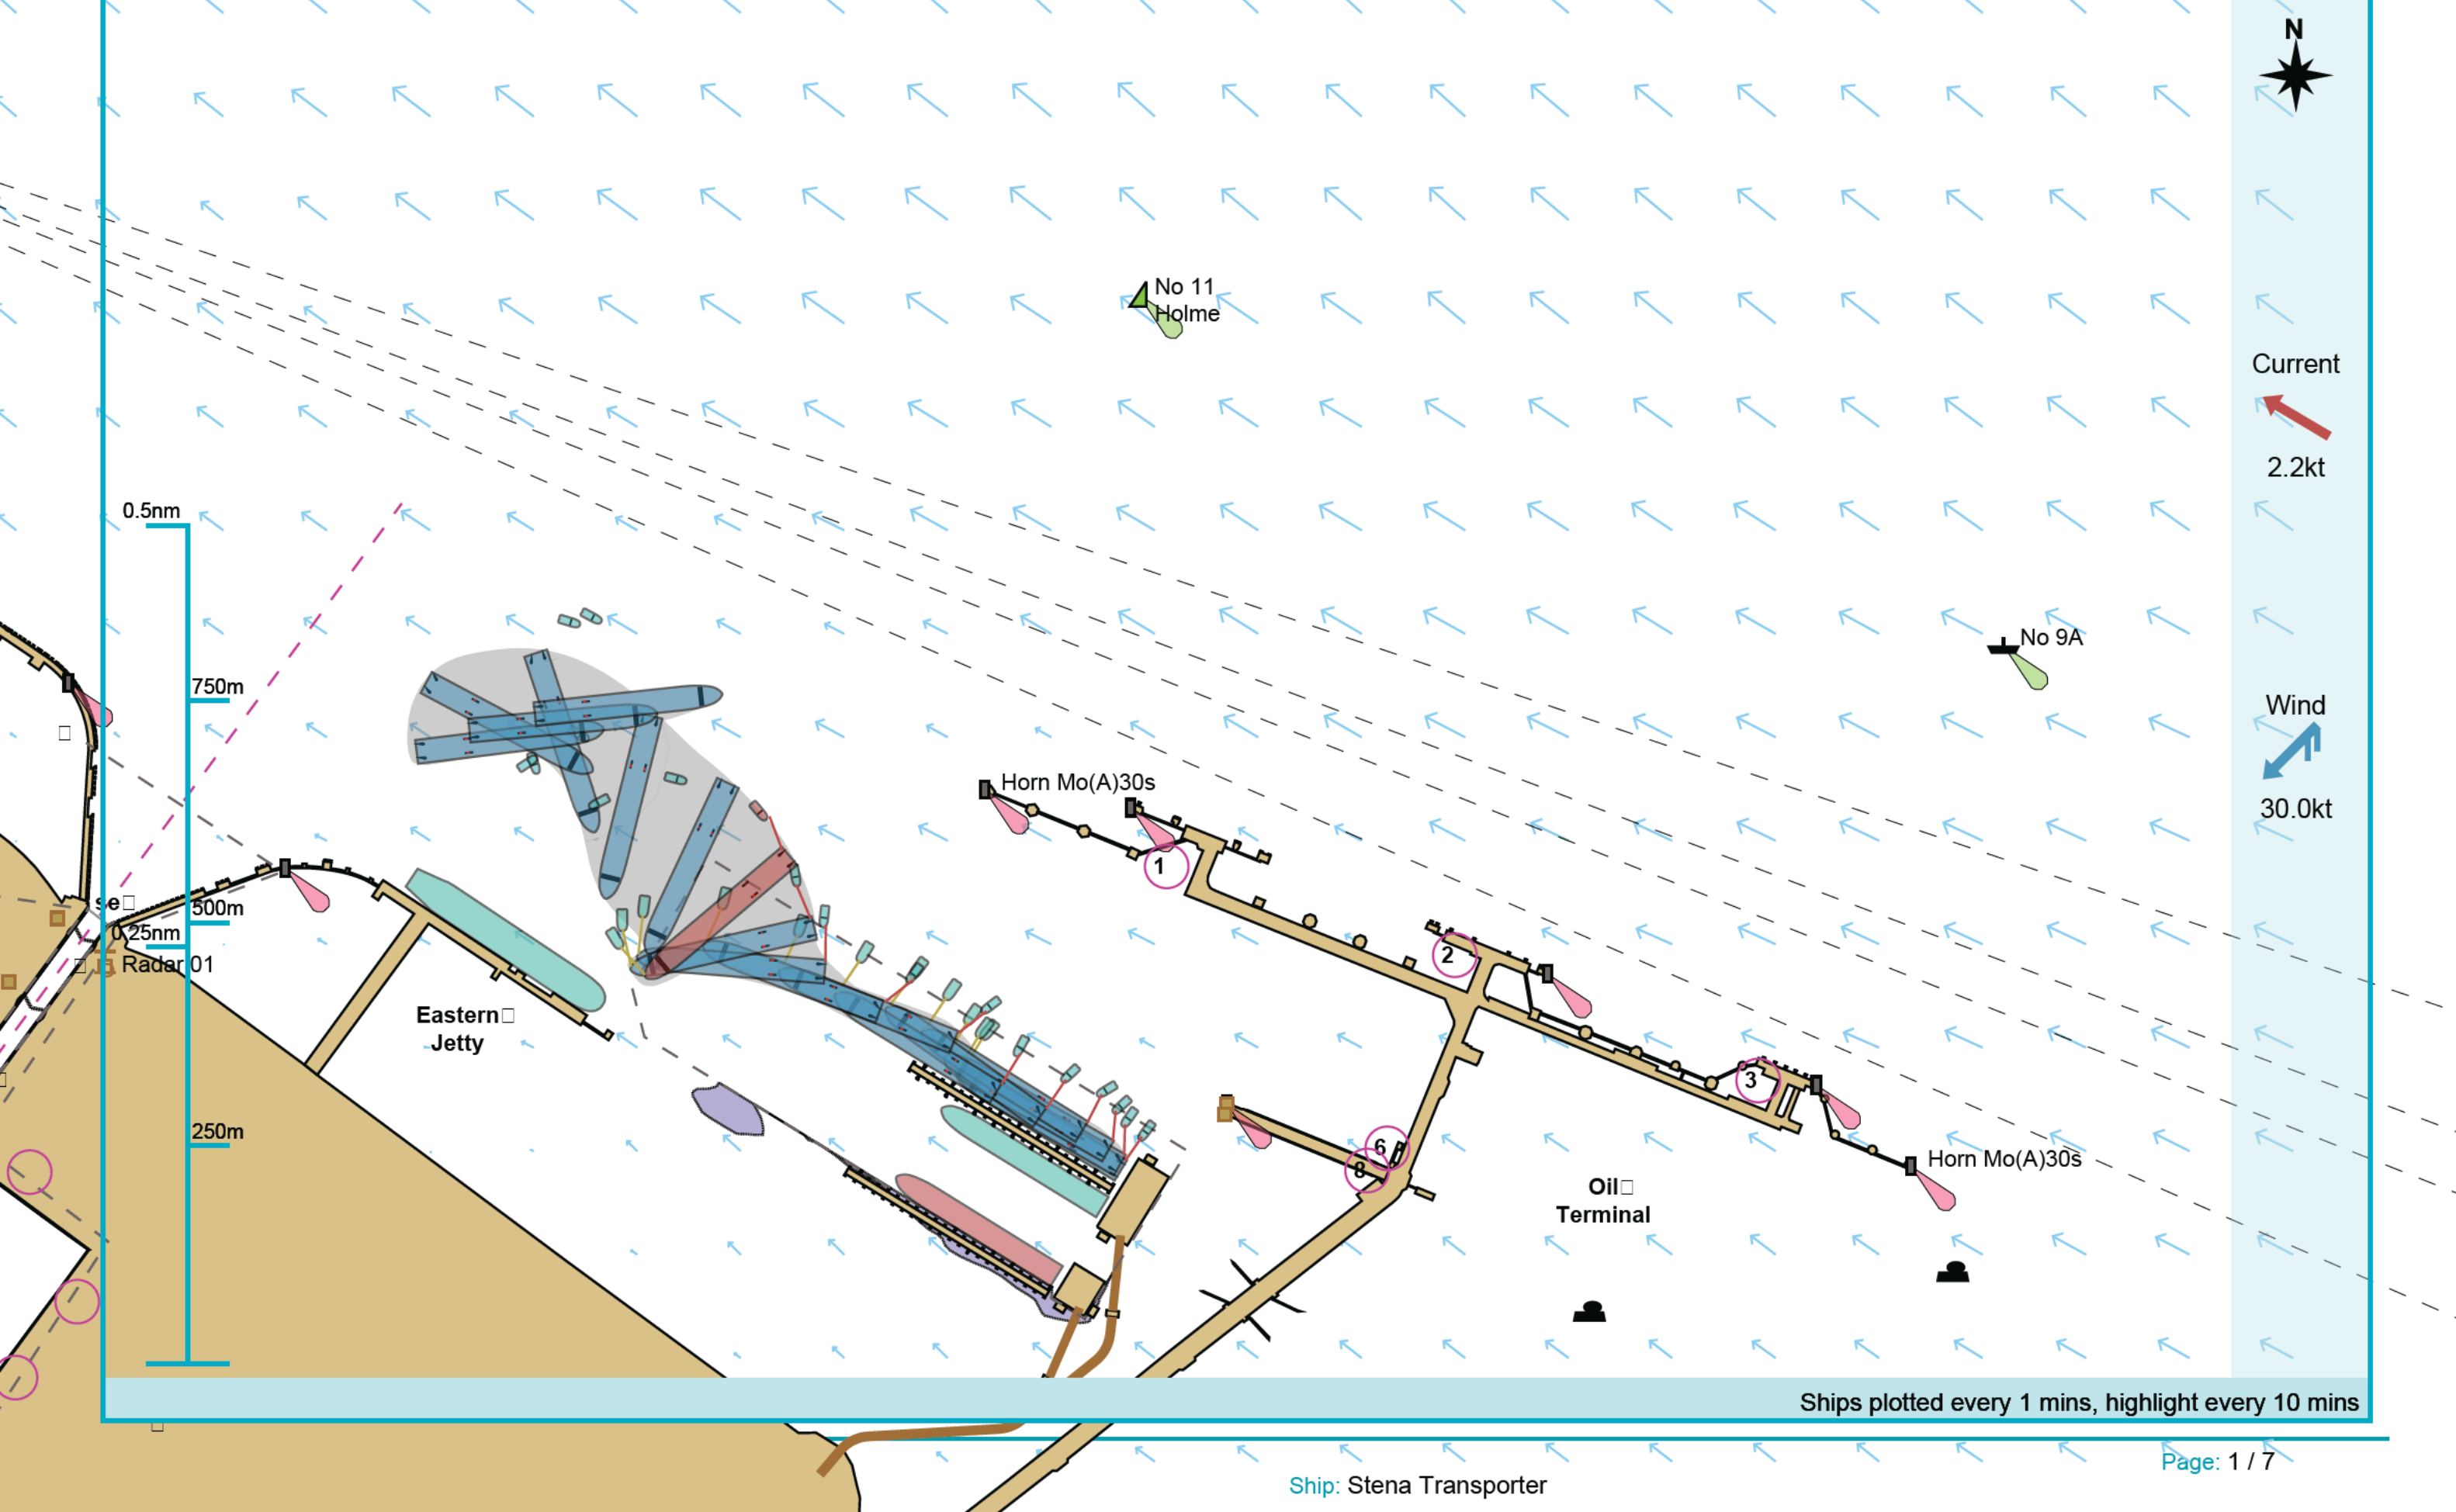 N
No 11
Holme
Current
2.2kt
0.5nm
No 9A
750m
Wind
Horn Mo(A)30s
30.0kt
1
se
500m
0.25nm
2
Radar 01
Eastern
Jetty
3
250m
6
8
Horn Mo(A)30s
Oil
Terminal
Ships plotted every 1 mins, highlight every 10 mins
Page: 1 / 7
Ship: Stena Transporter